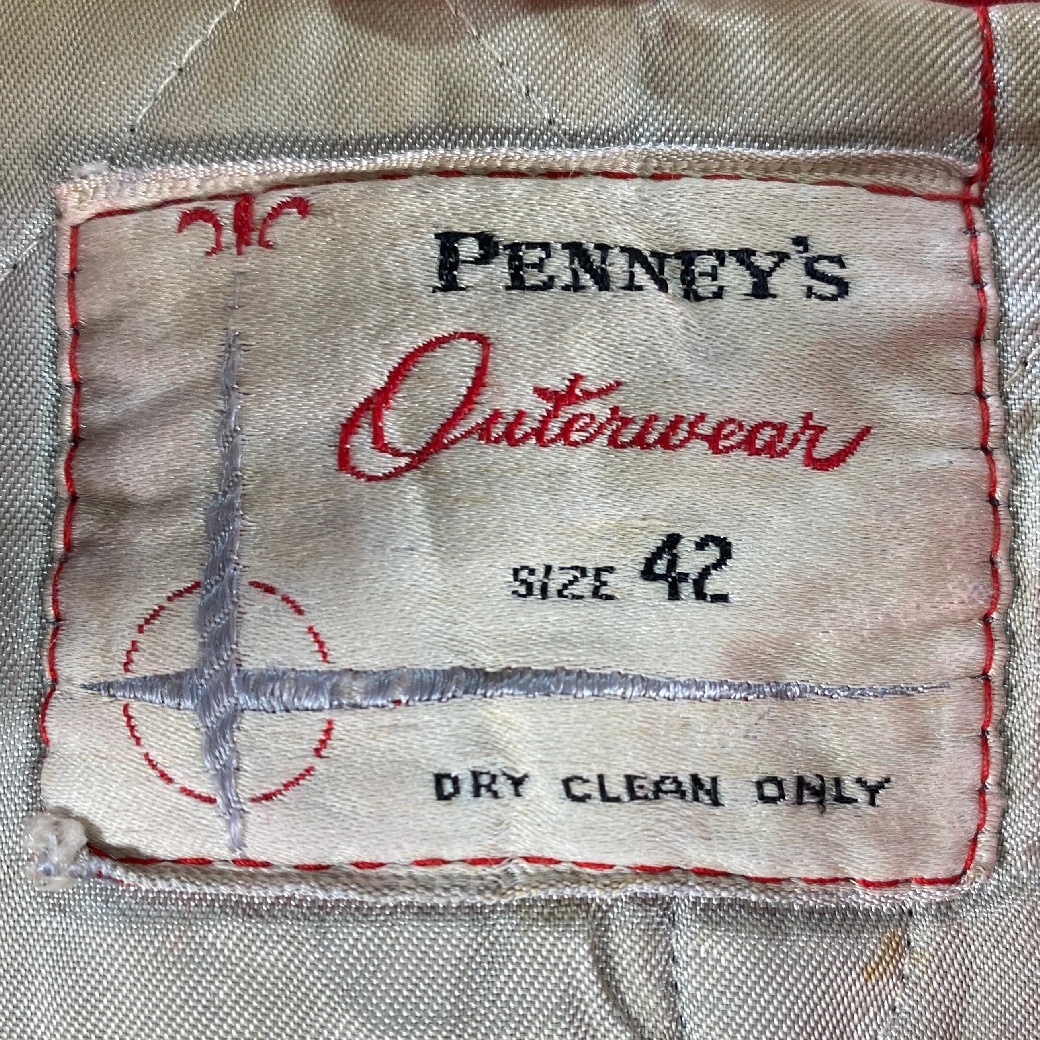 PENNEY'S
Outerwear
SIZE 42
DRY CLEAN ONLY